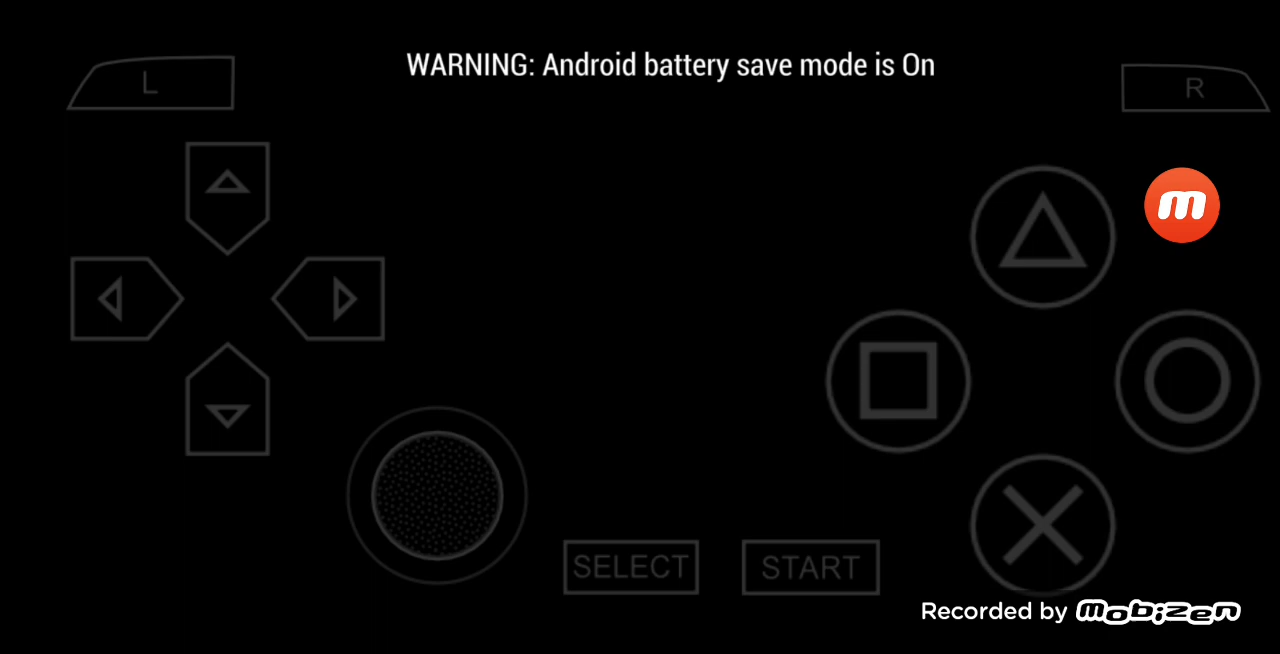 WARNING: Android battery save mode is On
L
R
m
SELECT
START
Recorded by mobizen